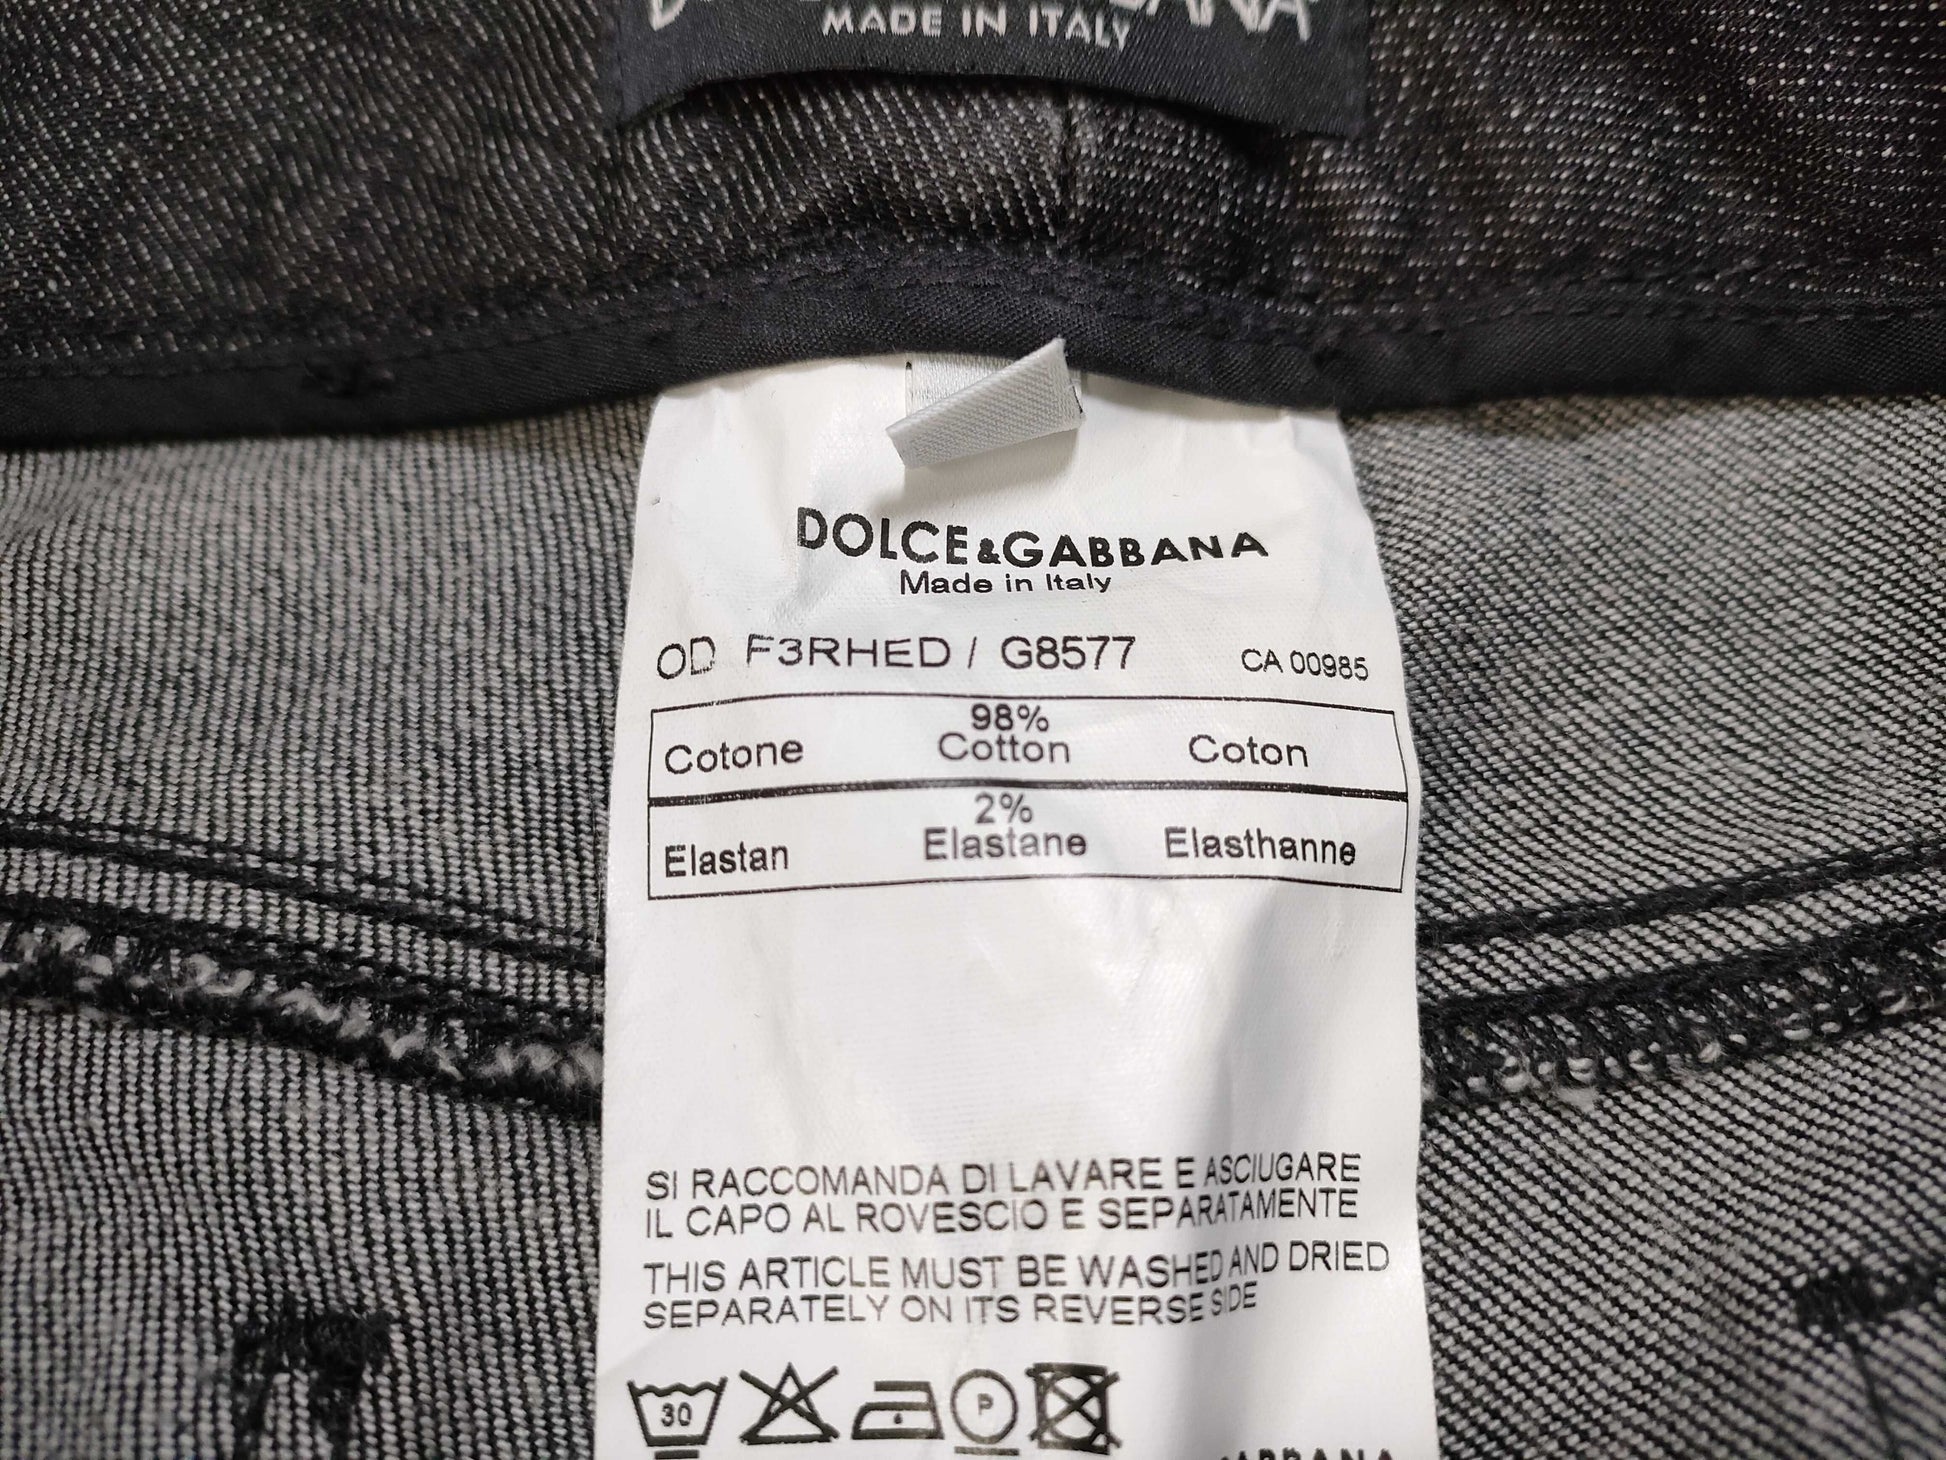 MADE IN ITALY
DOLCE&GABBANA
Made in Italy
OD F3RHED / G8577 CA 00985
98%
Cotone Cotton Coton
2%
Elastan Elastane Elasthanne
SI RACCOMANDA DI LAVARE E ASCIUGARE
IL CAPO AL ROVESCIO E SEPARATAMENTE
THIS ARTICLE MUST BE WASHED AND DRIED
SEPARATELY ON ITS REVERSE SIDE
30 P